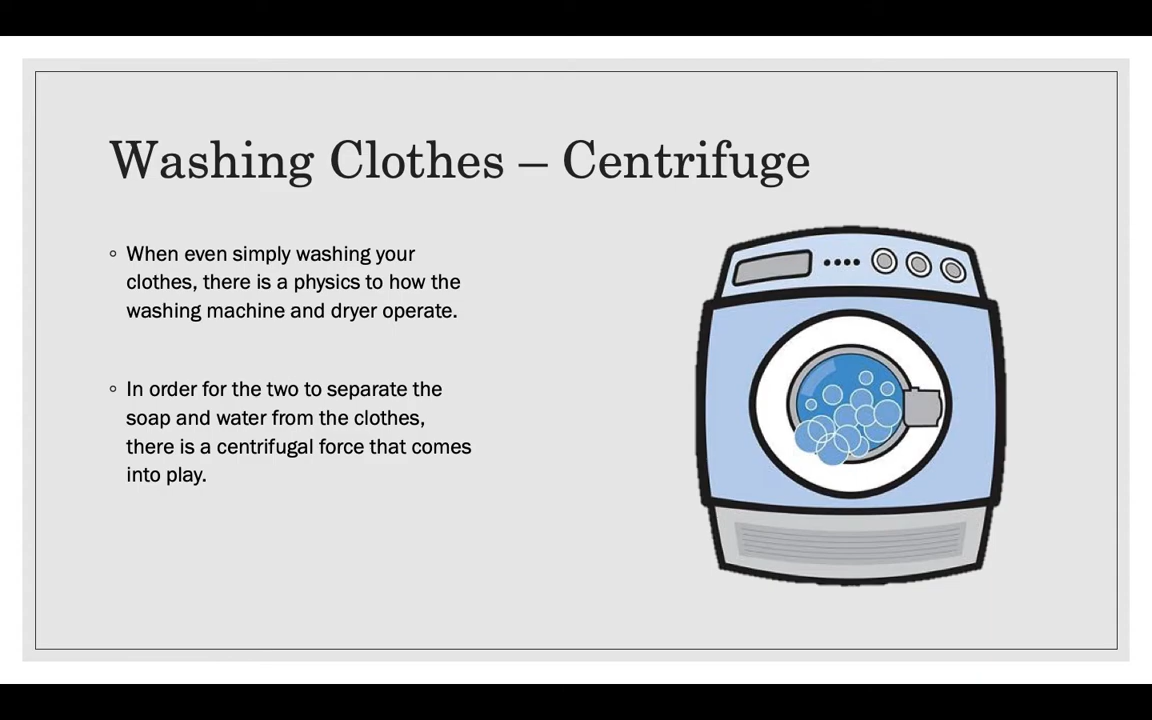 Washing Clothes – Centrifuge
◦ When even simply washing your
clothes, there is a physics to how the
washing machine and dryer operate.
◦ In order for the two to separate the
soap and water from the clothes,
there is a centrifugal force that comes
into play.